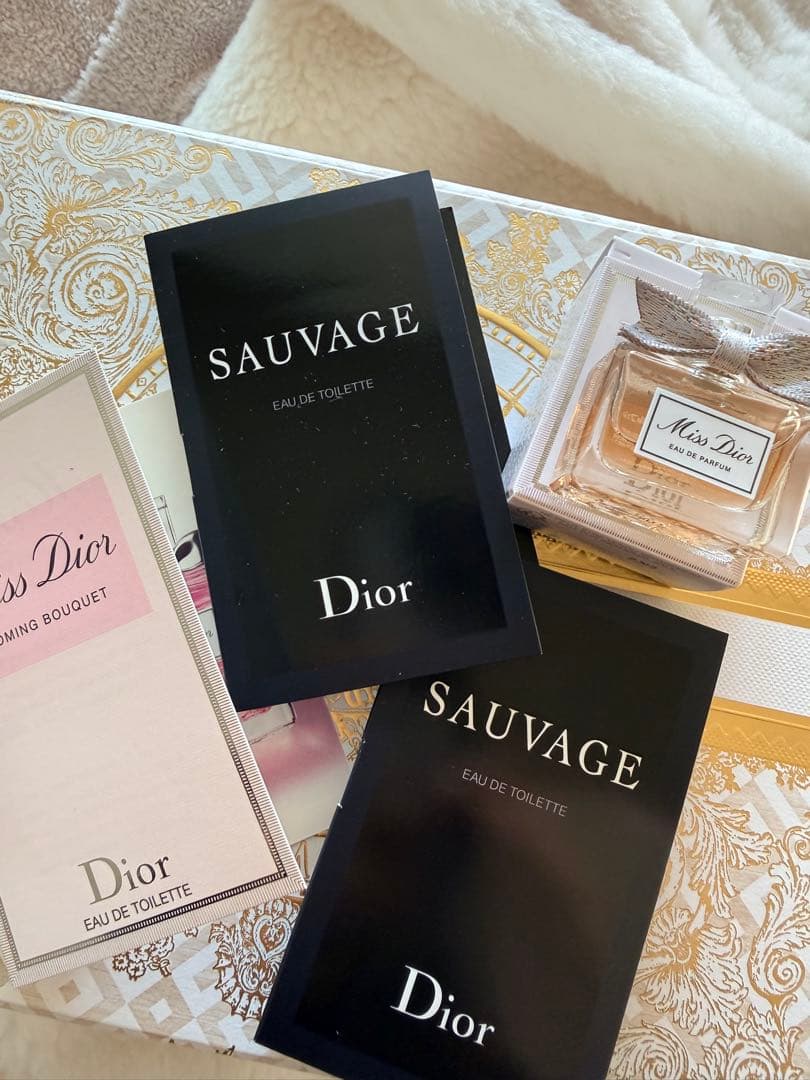 SAUVAGE
EAU DE TOILETTE
Dior
Miss Dior
EAU DE PARFUM
Dior
ss Dior
OMING BOUQUET
Dior
EAU DE TOILETTE
SAUVAGE
EAU DE TOILETTE
Dior